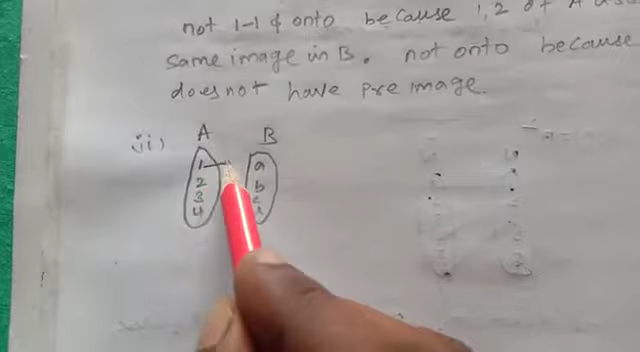 not 1-1 & onto because 1, 2 of A
same image in B. not onto because
does not have pre image.
ii) A B
1 a
2 b
3 c
4